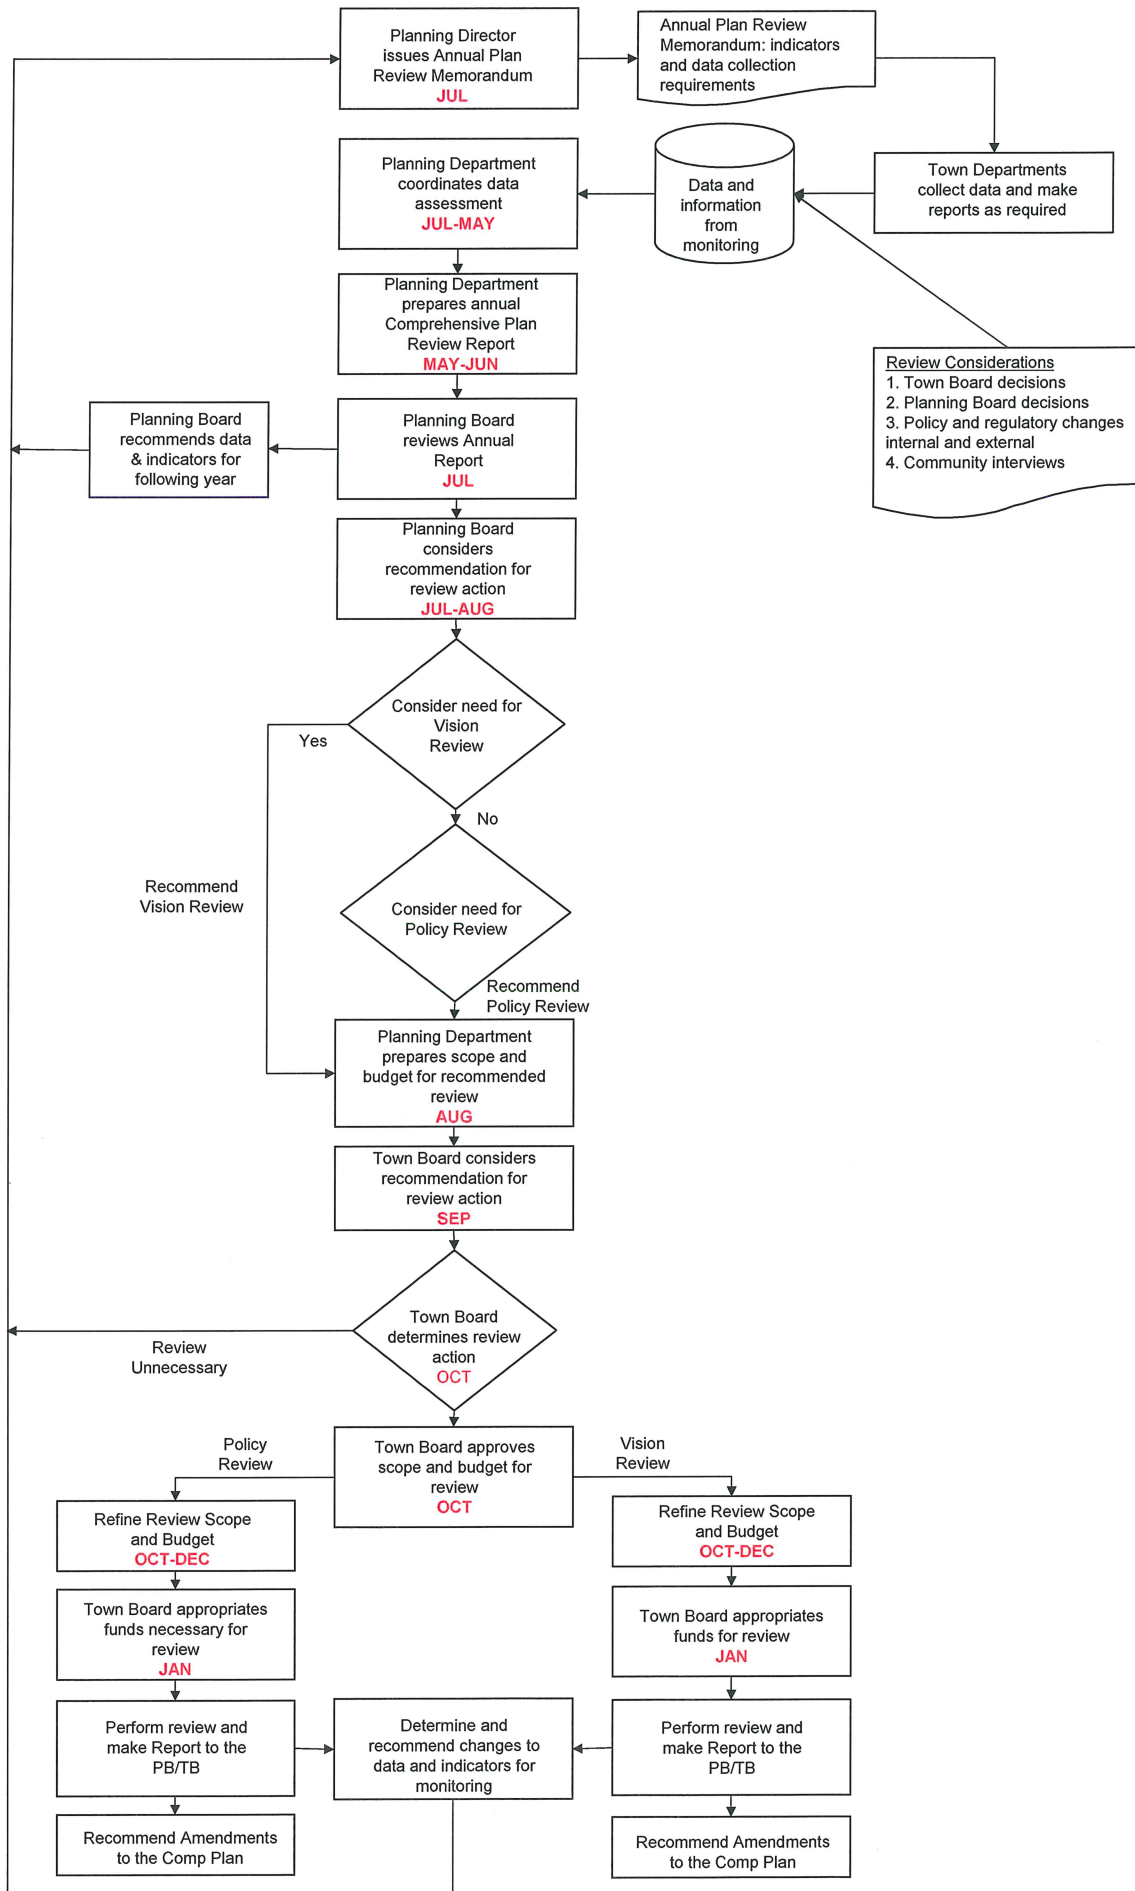 Planning Director
issues Annual Plan
Review Memorandum
JUL
Annual Plan Review
Memorandum: indicators
and data collection
requirements
Town Departments
collect data and make
reports as required
Data and
information
from
monitoring
Planning Department
coordinates data
assessment
JUL-MAY
Review Considerations
1. Town Board decisions
2. Planning Board decisions
3. Policy and regulatory changes
internal and external
4. Community interviews
Planning Department
prepares annual
Comprehensive Plan
Review Report
MAY-JUN
Planning Board
reviews Annual
Report
JUL
Planning Board
recommends data
& indicators for
following year
Planning Board
considers
recommendation for
review action
JUL-AUG
Consider need for
Vision
Review
Yes
No
Recommend
Vision Review
Consider need for
Policy Review
Recommend
Policy Review
Planning Department
prepares scope and
budget for recommended
review
AUG
Town Board considers
recommendation for
review action
SEP
Town Board
determines review
action
OCT
Review
Unnecessary
Town Board approves
scope and budget for
review
OCT
Policy
Review
Vision
Review
Refine Review Scope
and Budget
OCT-DEC
Refine Review Scope
and Budget
OCT-DEC
Town Board appropriates
funds necessary for
review
JAN
Town Board appropriates
funds for review
JAN
Perform review and
make Report to the
PB/TB
Determine and
recommend changes to
data and indicators for
monitoring
Perform review and
make Report to the
PB/TB
Recommend Amendments
to the Comp Plan
Recommend Amendments
to the Comp Plan